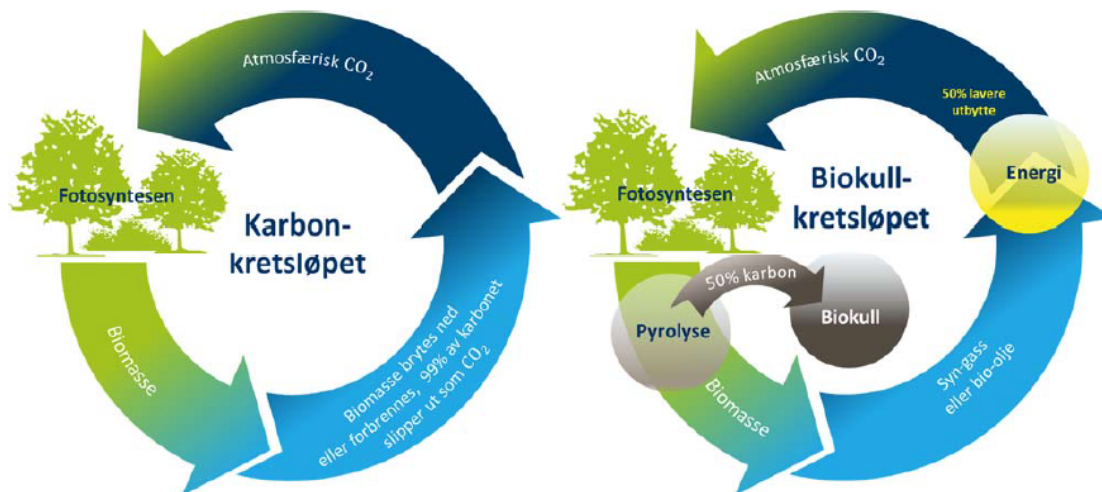 Atmosfærisk CO₂
Fotosyntesen
Karbon-
kretsløpet
Biomasse
Biomasse brytes ned
eller forbrennes, 99% av karbonet
slipper ut som CO₂
Atmosfærisk CO₂
50% lavere
utbytte
Energi
Fotosyntesen
Biokull-
kretsløpet
50% karbon
Pyrolyse
Biokull
Biomasse
Syn-gass
eller bio-olje